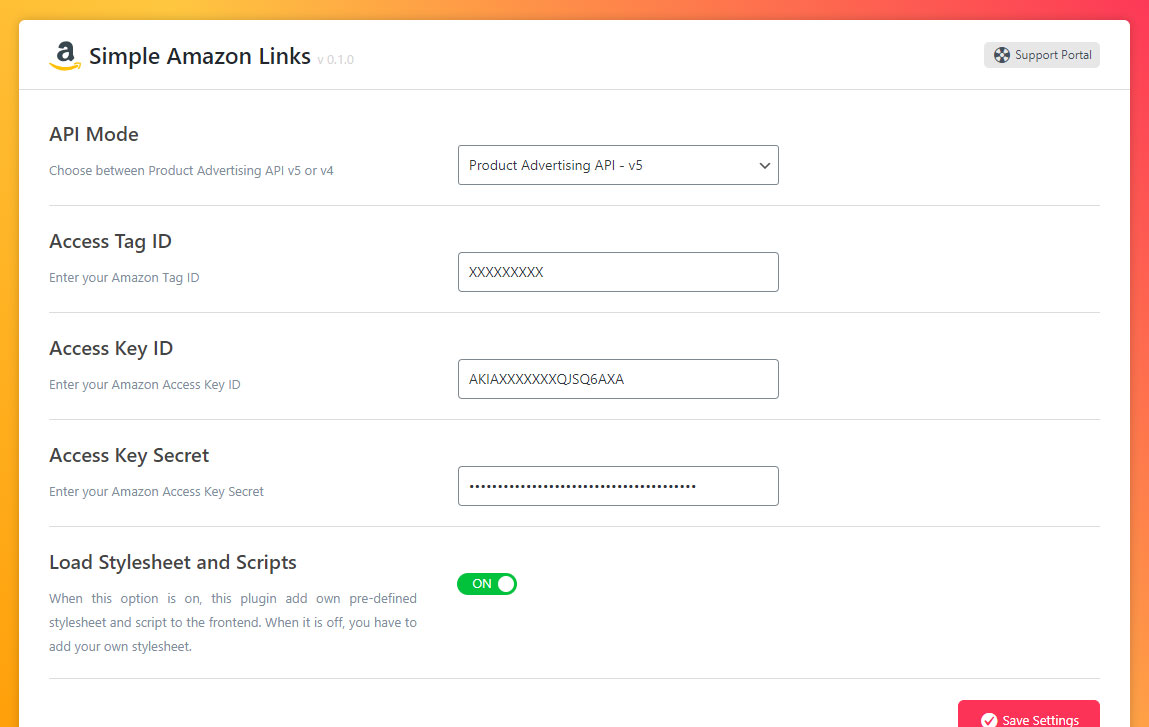 Simple Amazon Links v 0.1.0
Support Portal
API Mode
Choose between Product Advertising API v5 or v4
Product Advertising API - v5
Access Tag ID
Enter your Amazon Tag ID
XXXXXXXXX
Access Key ID
Enter your Amazon Access Key ID
AKIAXXXXXXXQJSQ6AXA
Access Key Secret
Enter your Amazon Access Key Secret
Load Stylesheet and Scripts
ON
When this option is on, this plugin add own pre-defined
stylesheet and script to the frontend. When it is off, you have to
add your own stylesheet.
Save Settings